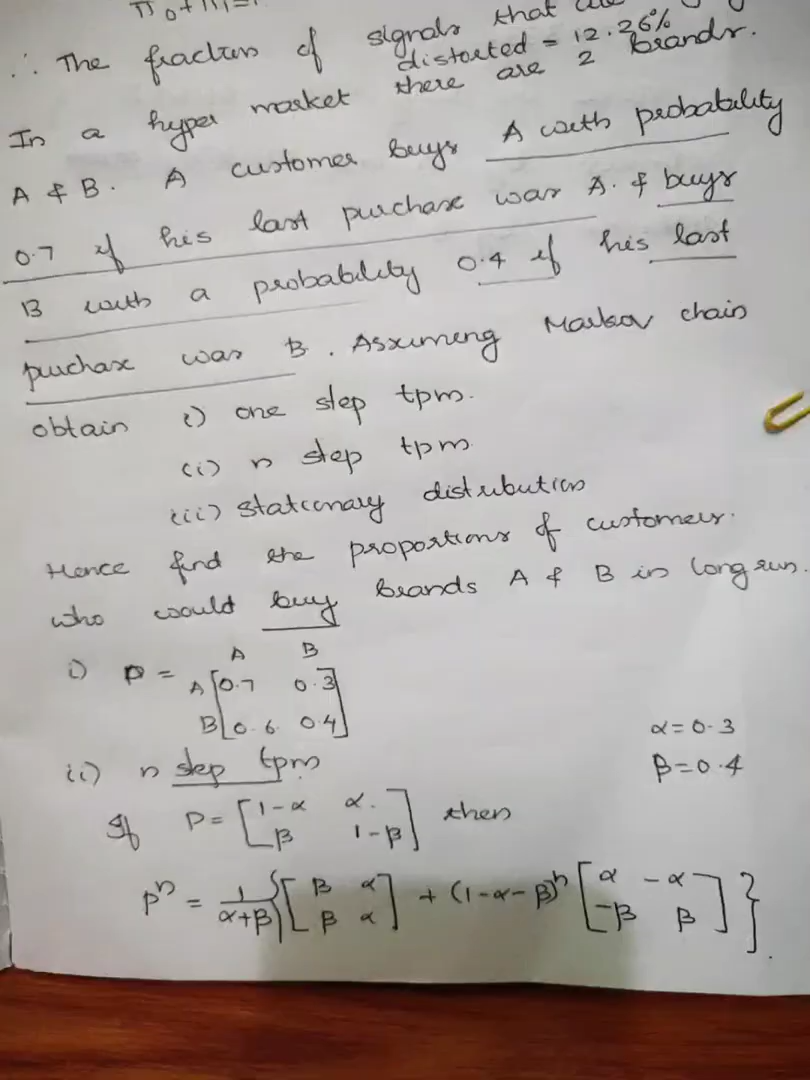 π₀ + π₁ = 1
∴ The fraction of signals that are
distorted = 12.26%
In a hyper market there are 2 brands.
A & B. A customer buys A with probability
0.7 if his last purchase was A. & buys
B with a probability 0.4 if his last
purchase was B. Assuming Markov chain
obtain i) one step tpm.
ii) n step tpm.
iii) stationary distribution
Hence find the proportions of customers.
who would buy brands A & B in long run.
i) P = A B
A [0.7 0.3]
B [0.6 0.4]
α = 0.3
ii) n step tpm
β = 0.4
If P = [1-α α. β 1-β] then
Pⁿ = 1/(α+β) { [β α β α] + (1-α-β)ⁿ [α -α -β β] }.